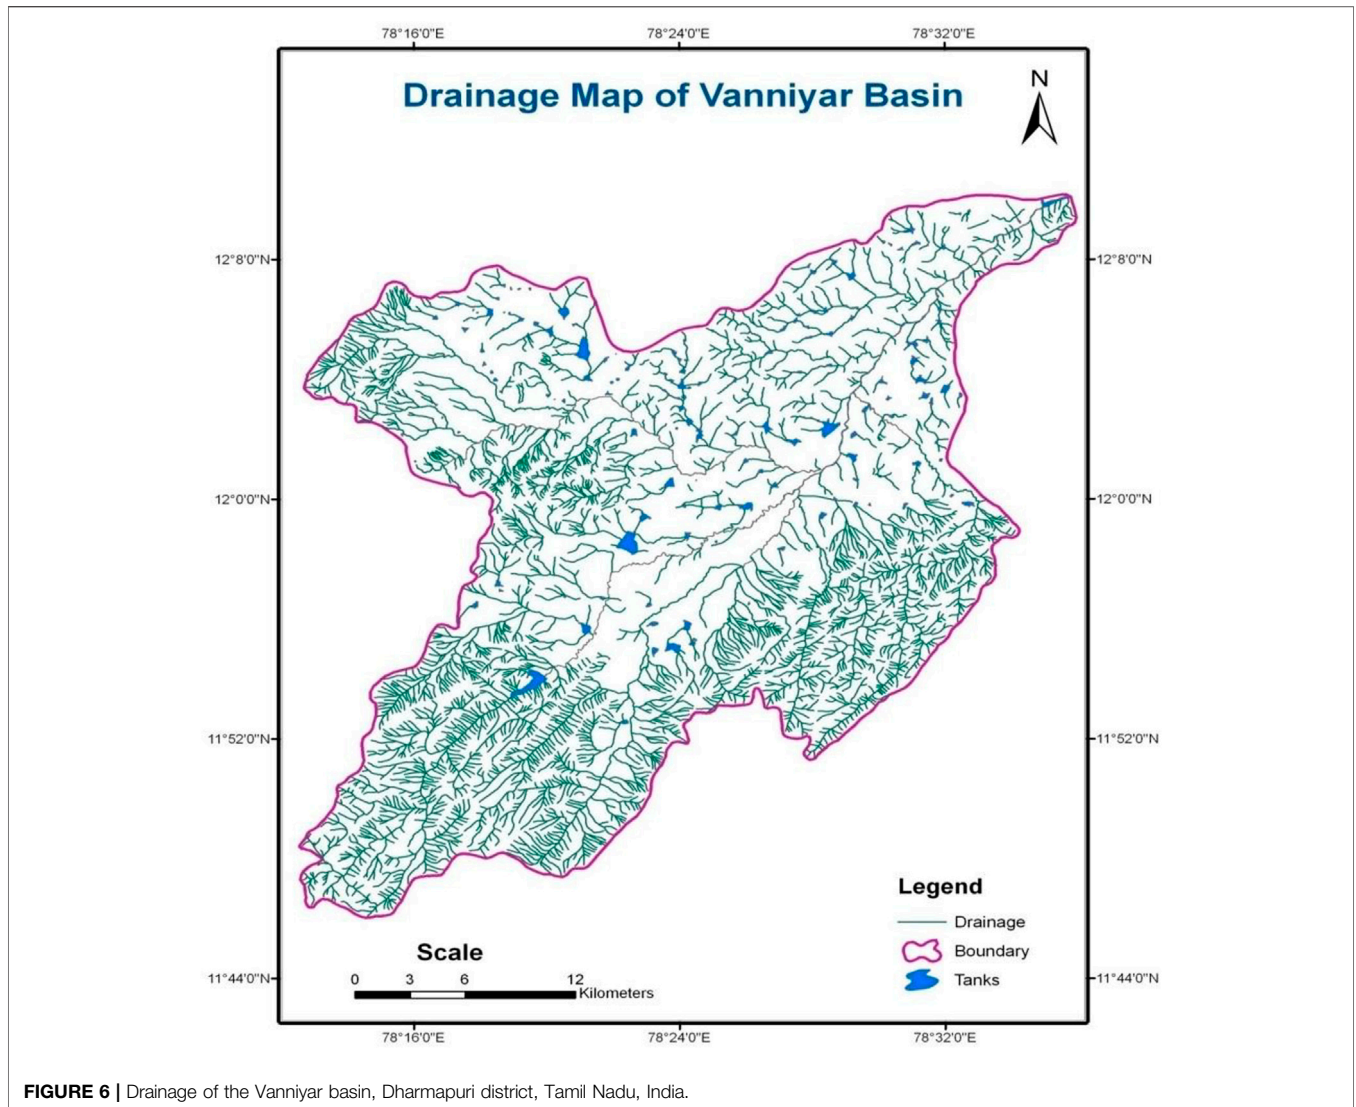 78°16'0"E 78°24'0"E 78°32'0"E
Drainage Map of Vanniyar Basin
N
12°8'0"N 12°8'0"N
12°0'0"N 12°0'0"N
11°52'0"N 11°52'0"N
Legend
Drainage
Boundary
Tanks
Scale
0 3 6 12
Kilometers
11°44'0"N 11°44'0"N
78°16'0"E 78°24'0"E 78°32'0"E
FIGURE 6 | Drainage of the Vanniyar basin, Dharmapuri district, Tamil Nadu, India.